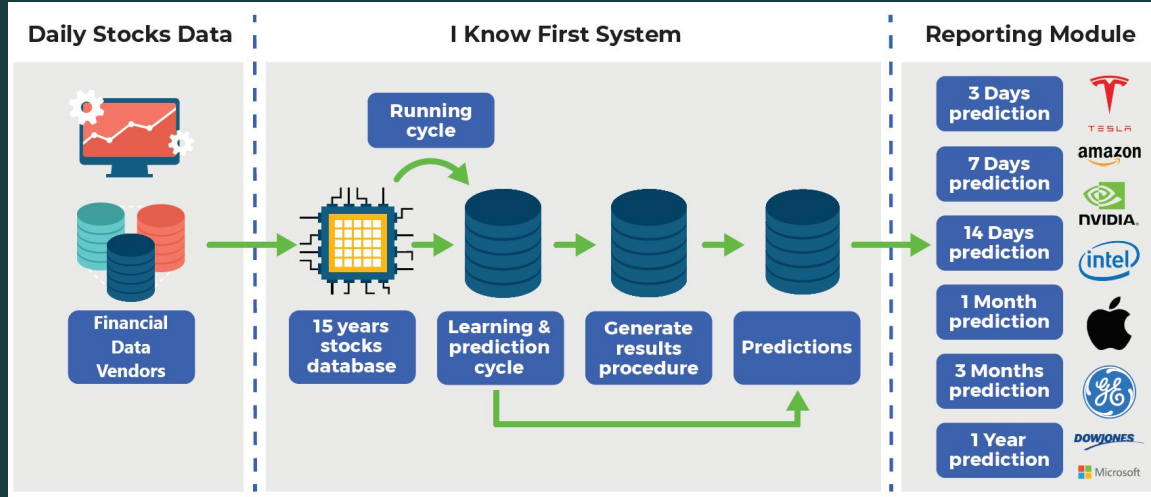 Daily Stocks Data
I Know First System
Reporting Module
Financial
Data
Vendors
Running
cycle
15 years
stocks
database
Learning &
prediction
cycle
Generate
results
procedure
Predictions
3 Days
prediction
7 Days
prediction
14 Days
prediction
1 Month
prediction
3 Months
prediction
1 Year
prediction
TESLA
amazon
NVIDIA.
intel
GE
DOWJONES
Microsoft